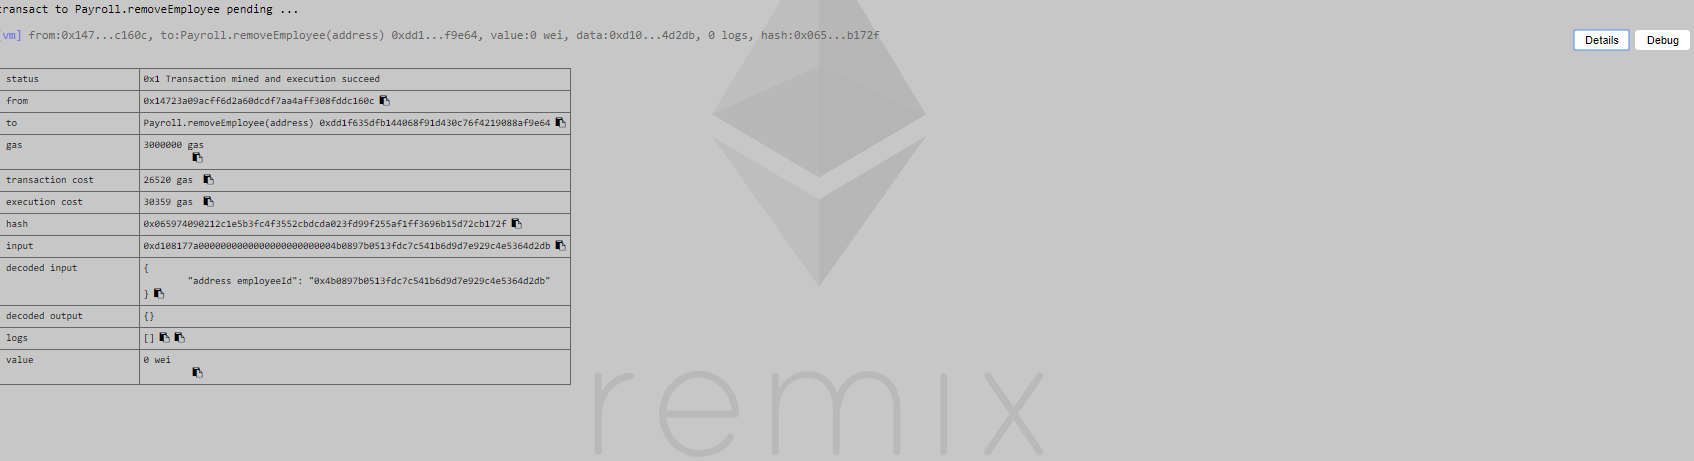 transact to Payroll.removeEmployee pending ...
[vm] from:0x147...c160c, to:Payroll.removeEmployee(address) 0xdd1...f9e64, value:0 wei, data:0xd10...4d2db, 0 logs, hash:0x065...b172f
Details Debug
status 0x1 Transaction mined and execution succeed
from 0x14723a09acff6d2a60dcdf7aa4aff308fddc160c
to Payroll.removeEmployee(address) 0xdd1f635dfb144068f91d430c76f4219088af9e64
gas 3000000 gas
transaction cost 26520 gas
execution cost 30359 gas
hash 0x065974090212c1e5b3fc4f3552cbdcda023fd99f255af1ff3696b15d72cb172f
input 0xd108177a0000000000000000000000004b0897b0513fdc7c541b6d9d7e929c4e5364d2db
decoded input {
"address employeeId": "0x4b0897b0513fdc7c541b6d9d7e929c4e5364d2db"
}
decoded output {}
logs []
value 0 wei
remix